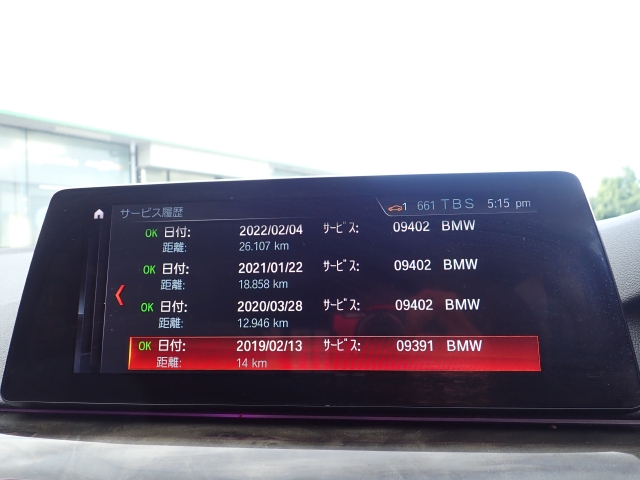 サービス履歴 1 661 TBS 5:15 pm
OK 日付: 2022/02/04 ｻｰﾋﾞｽ: 09402 BMW
距離: 26.107 km
OK 日付: 2021/01/22 ｻｰﾋﾞｽ: 09402 BMW
距離: 18.858 km
OK 日付: 2020/03/28 ｻｰﾋﾞｽ: 09402 BMW
距離: 12.946 km
OK 日付: 2019/02/13 ｻｰﾋﾞｽ: 09391 BMW
距離: 14 km